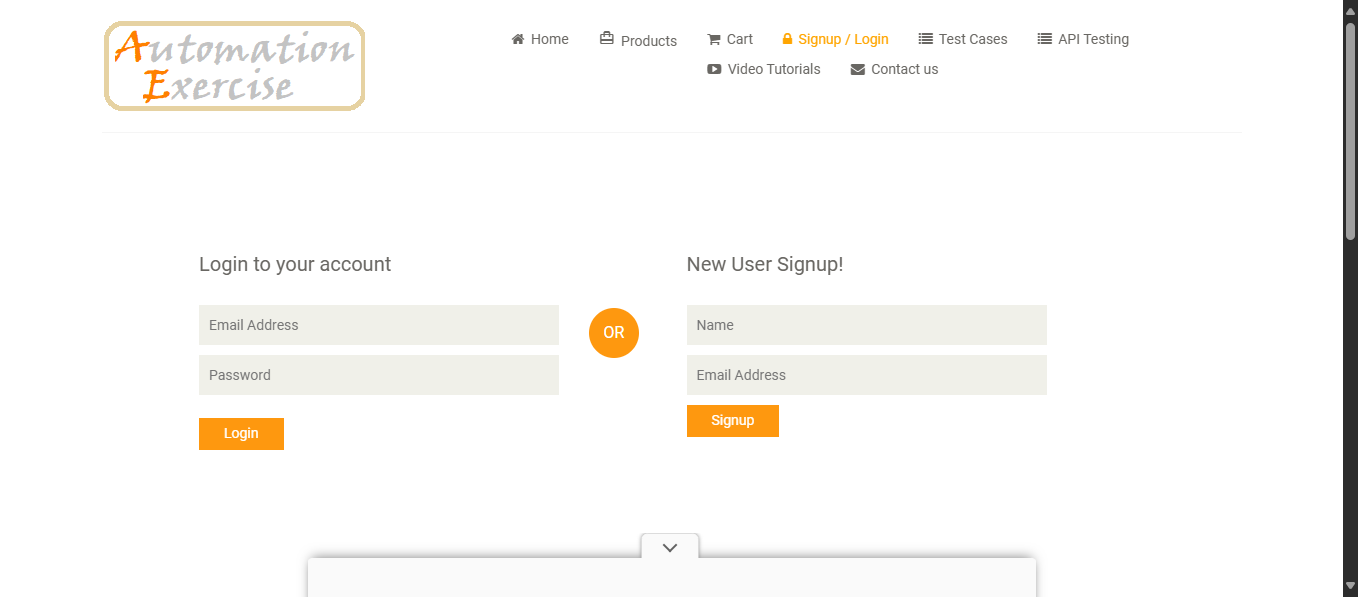 Automation
Exercise
Home Products Cart Signup / Login Test Cases API Testing
Video Tutorials Contact us
Login to your account
Email Address
Password
Login
OR
New User Signup!
Name
Email Address
Signup